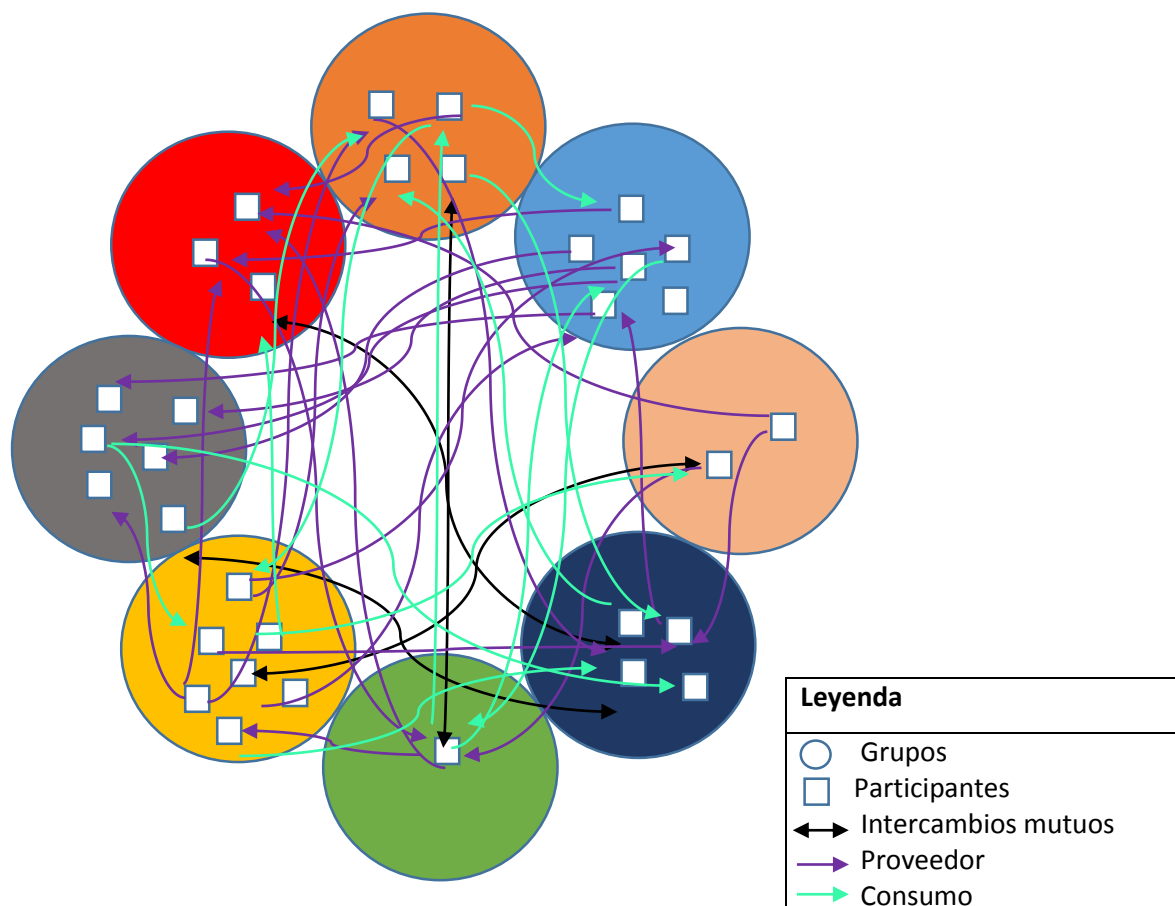 Leyenda
Grupos
Participantes
Intercambios mutuos
Proveedor
Consumo